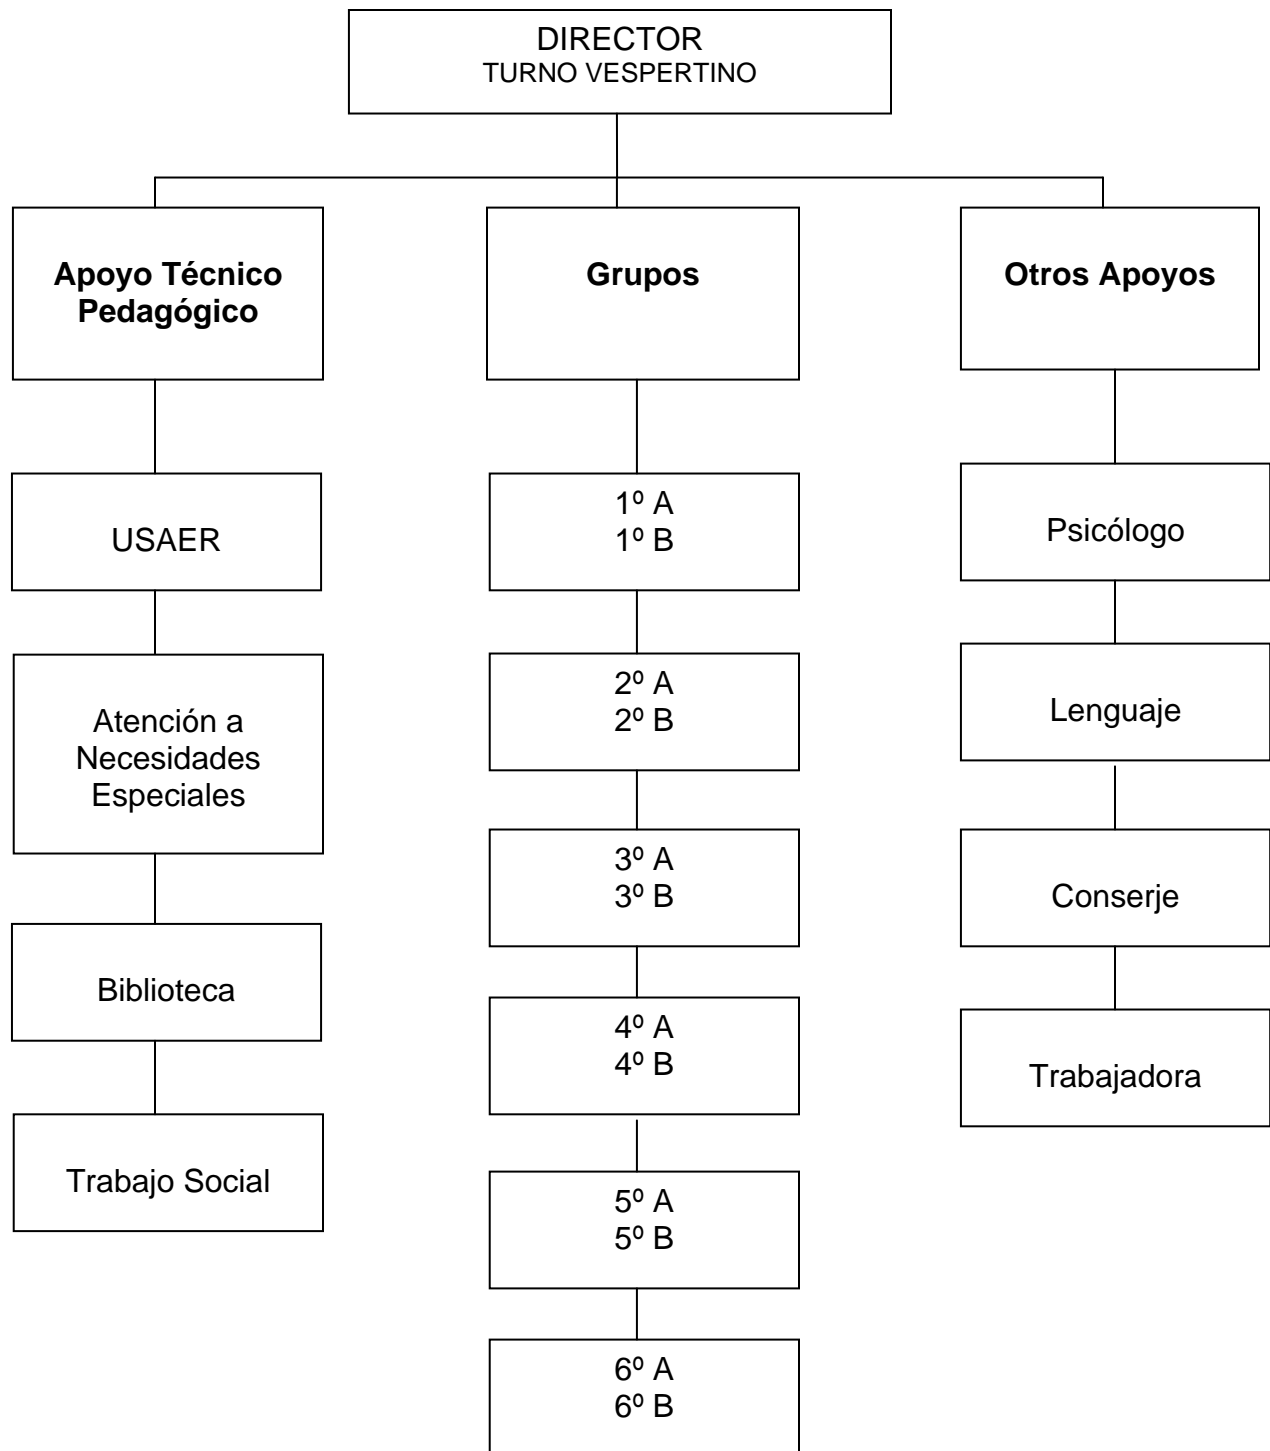 DIRECTOR
TURNO VESPERTINO
Apoyo Técnico
Pedagógico
Grupos
Otros Apoyos
USAER
Atención a
Necesidades
Especiales
Biblioteca
Trabajo Social
1º A
1º B
2º A
2º B
3º A
3º B
4º A
4º B
5º A
5º B
6º A
6º B
Psicólogo
Lenguaje
Conserje
Trabajadora